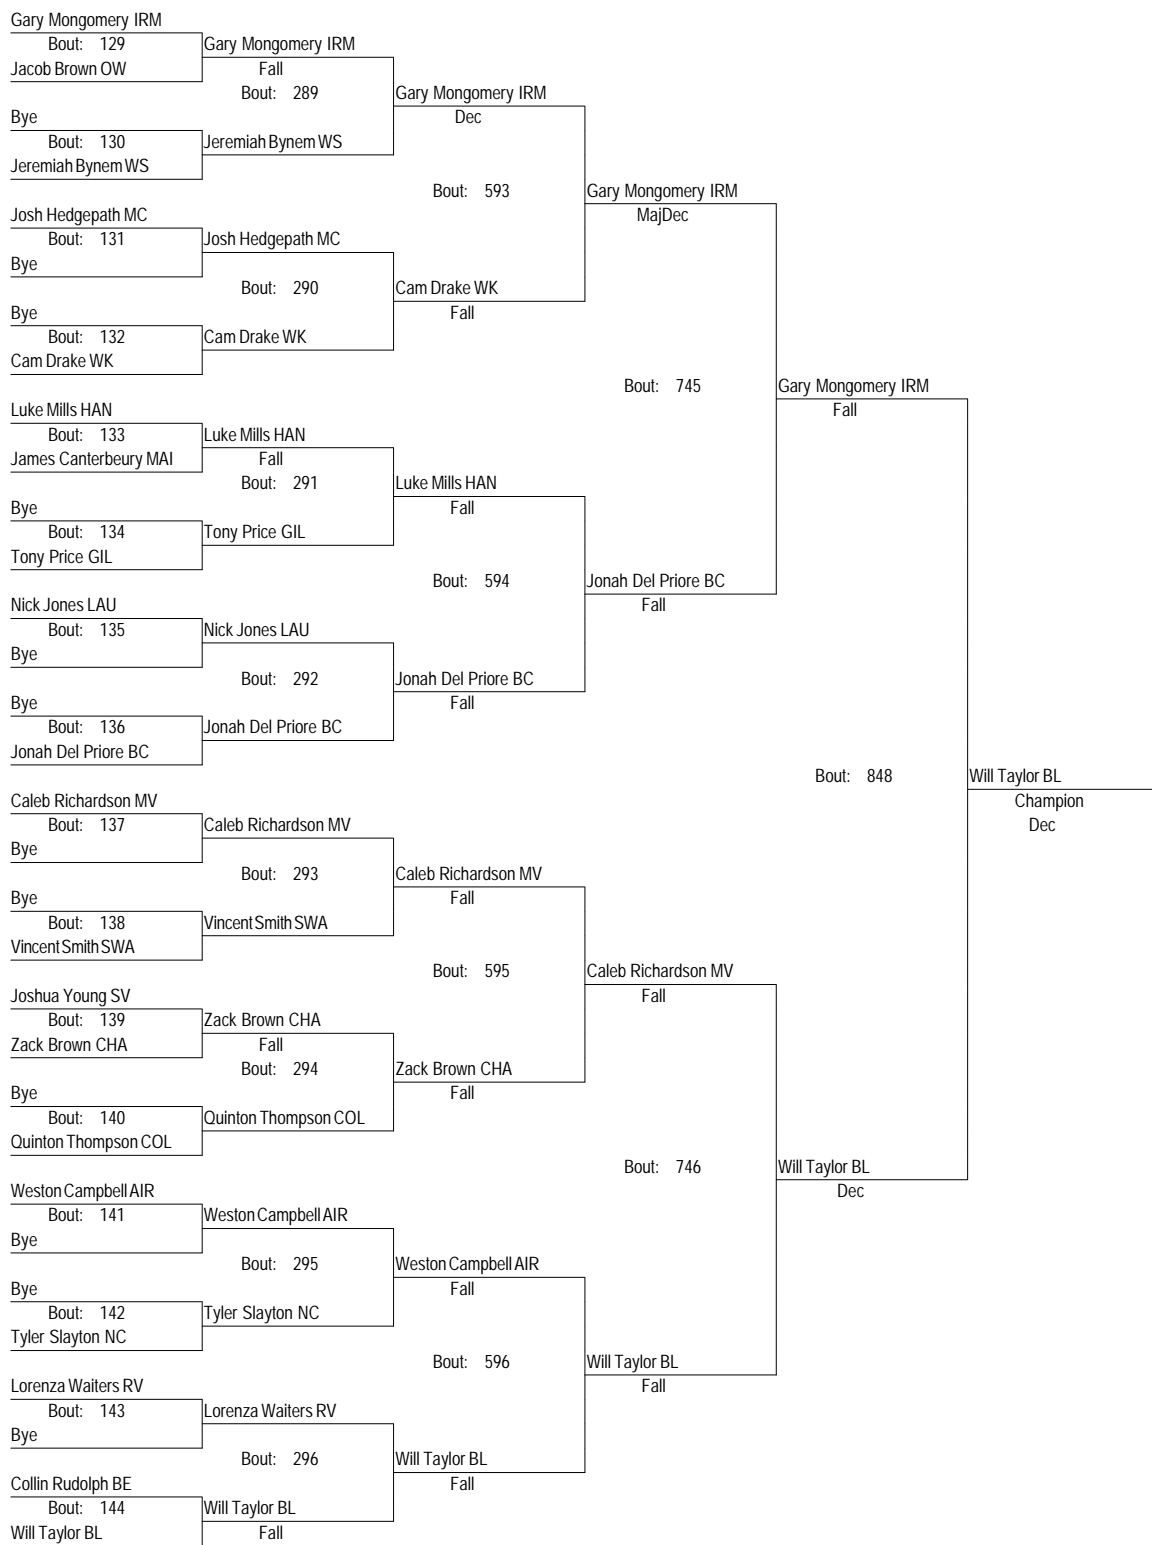 Gary Mongomery IRM
Bout: 129
Gary Mongomery IRM
Jacob Brown OW
Fall
Bout: 289
Gary Mongomery IRM
Bye
Dec
Bout: 130
Jeremiah Bynem WS
Jeremiah Bynem WS
Bout: 593
Gary Mongomery IRM
Josh Hedgepath MC
MajDec
Bout: 131
Josh Hedgepath MC
Bye
Bout: 290
Cam Drake WK
Bye
Fall
Bout: 132
Cam Drake WK
Cam Drake WK
Bout: 745
Gary Mongomery IRM
Luke Mills HAN
Fall
Bout: 133
Luke Mills HAN
James Canterbeury MAI
Fall
Bout: 291
Luke Mills HAN
Bye
Fall
Bout: 134
Tony Price GIL
Tony Price GIL
Bout: 594
Jonah Del Priore BC
Nick Jones LAU
Fall
Bout: 135
Nick Jones LAU
Bye
Bout: 292
Jonah Del Priore BC
Bye
Fall
Bout: 136
Jonah Del Priore BC
Jonah Del Priore BC
Bout: 848
Will Taylor BL
Caleb Richardson MV
Champion
Bout: 137
Caleb Richardson MV
Dec
Bye
Bout: 293
Caleb Richardson MV
Bye
Fall
Bout: 138
Vincent Smith SWA
Vincent Smith SWA
Bout: 595
Caleb Richardson MV
Joshua Young SV
Fall
Bout: 139
Zack Brown CHA
Zack Brown CHA
Fall
Bout: 294
Zack Brown CHA
Bye
Fall
Bout: 140
Quinton Thompson COL
Quinton Thompson COL
Bout: 746
Will Taylor BL
Weston Campbell AIR
Dec
Bout: 141
Weston Campbell AIR
Bye
Bout: 295
Weston Campbell AIR
Bye
Fall
Bout: 142
Tyler Slayton NC
Tyler Slayton NC
Bout: 596
Will Taylor BL
Lorenza Waiters RV
Fall
Bout: 143
Lorenza Waiters RV
Bye
Bout: 296
Will Taylor BL
Collin Rudolph BE
Fall
Bout: 144
Will Taylor BL
Will Taylor BL
Fall